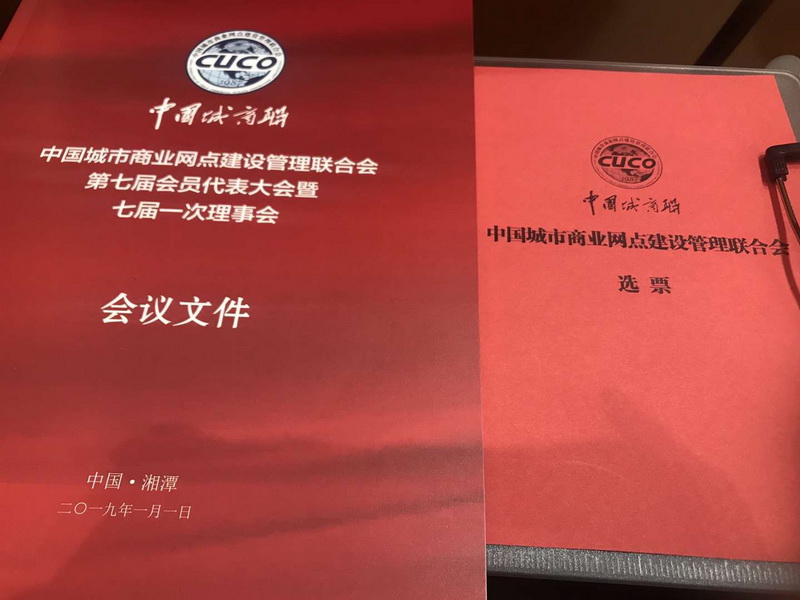 CUCO
中国城商联
中国城市商业网点建设管理联合会
第七届会员代表大会暨
七届一次理事会
会议文件
中国·湘潭
二〇一九年一月一日
CUCO
中国城商联
中国城市商业网点建设管理联合会
选票